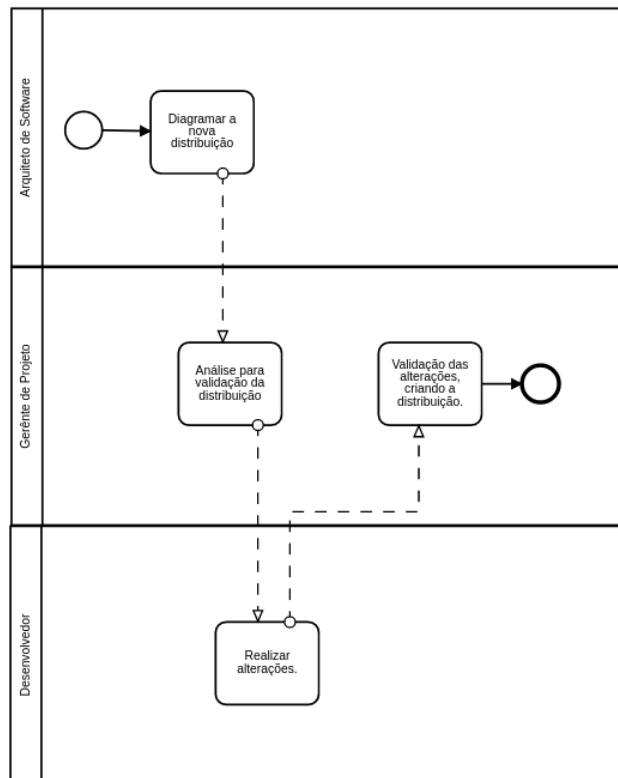 Arquiteto de Software
Diagramar a
nova
distribuição
Gerênte de Projeto
Análise para
validação da
distribuição
Validação das
alterações,
criando a
distribuição.
Desenvolvedor
Realizar
alterações.